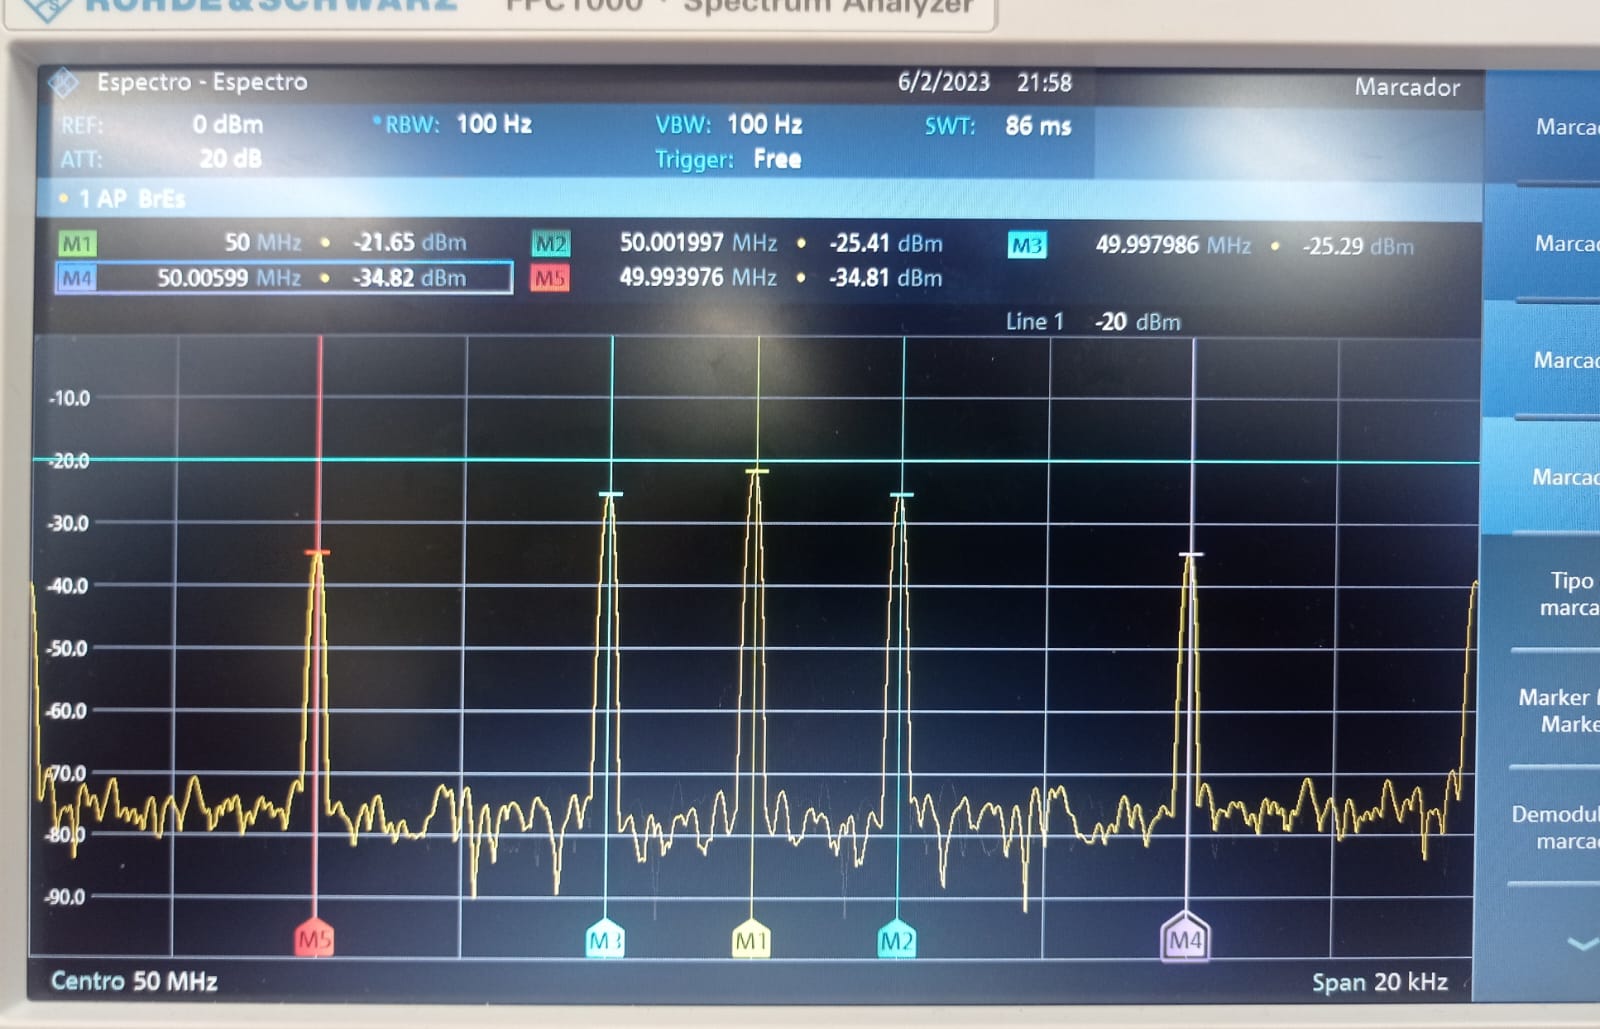 ROHDE & SCHWARZ FPC1000 · Spectrum Analyzer
Espectro - Espectro 6/2/2023 21:58 Marcador
REF: 0 dBm RBW: 100 Hz VBW: 100 Hz SWT: 86 ms
ATT: 20 dB Trigger: Free
1 AP BrEs
M1 50 MHz • -21.65 dBm M2 50.001997 MHz • -25.41 dBm M3 49.997986 MHz • -25.29 dBm
M4 50.00599 MHz • -34.82 dBm M5 49.993976 MHz • -34.81 dBm
Line 1 -20 dBm
-10.0
-20.0
-30.0
-40.0
-50.0
-60.0
-70.0
-80.0
-90.0
M5 M3 M1 M2 M4
Centro 50 MHz Span 20 kHz
Marca
Marca
Marca
Marca
Tipo
marca
Marker
Marke
Demodul
marca